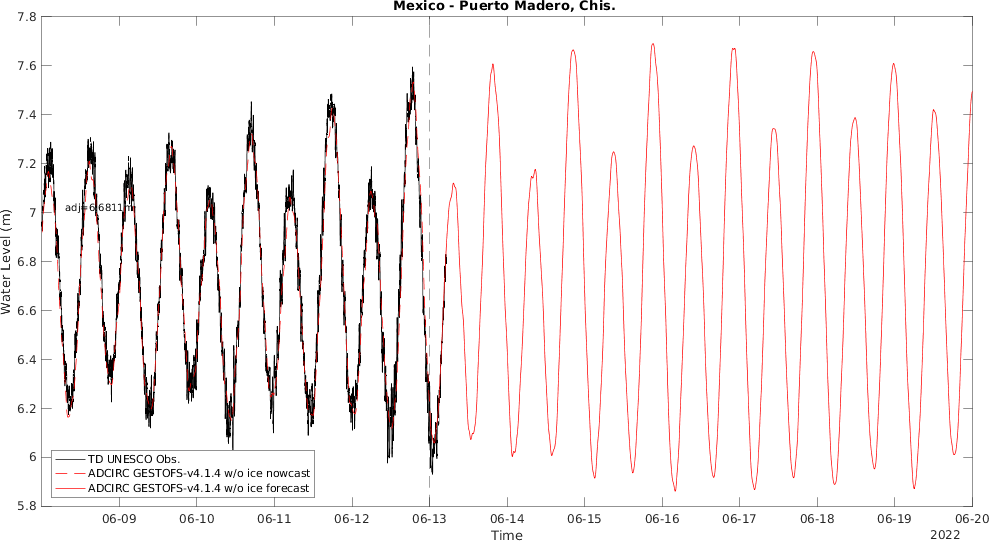 Mexico - Puerto Madero, Chis.
7.8
7.6
7.4
7.2
7
6.8
6.6
6.4
6.2
6
5.8
Water Level (m)
adj=6.6811m
TD UNESCO Obs.
ADCIRC GESTOFS-v4.1.4 w/o ice nowcast
ADCIRC GESTOFS-v4.1.4 w/o ice forecast
06-09 06-10 06-11 06-12 06-13 06-14 06-15 06-16 06-17 06-18 06-19 06-20
Time
2022